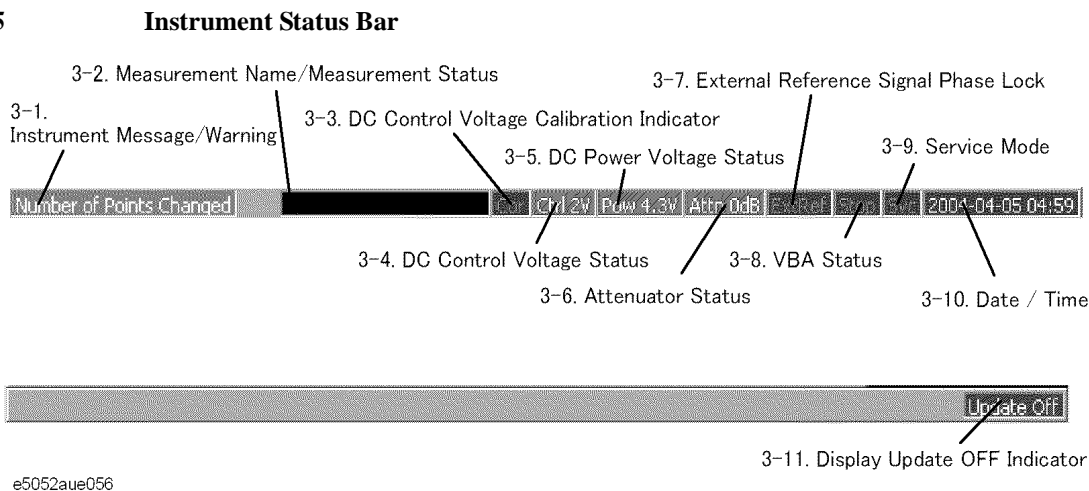 5 Instrument Status Bar
3-2. Measurement Name/Measurement Status
3-7. External Reference Signal Phase Lock
3-1.
Instrument Message/Warning
3-3. DC Control Voltage Calibration Indicator
3-5. DC Power Voltage Status
3-9. Service Mode
Number of Points Changed Cor Ctrl 2V Pow 4.3V Attn 0dB ExtRef Stop Svc 2004-04-05 04:59
3-4. DC Control Voltage Status
3-8. VBA Status
3-6. Attenuator Status
3-10. Date / Time
Update Off
3-11. Display Update OFF Indicator
e5052aue056